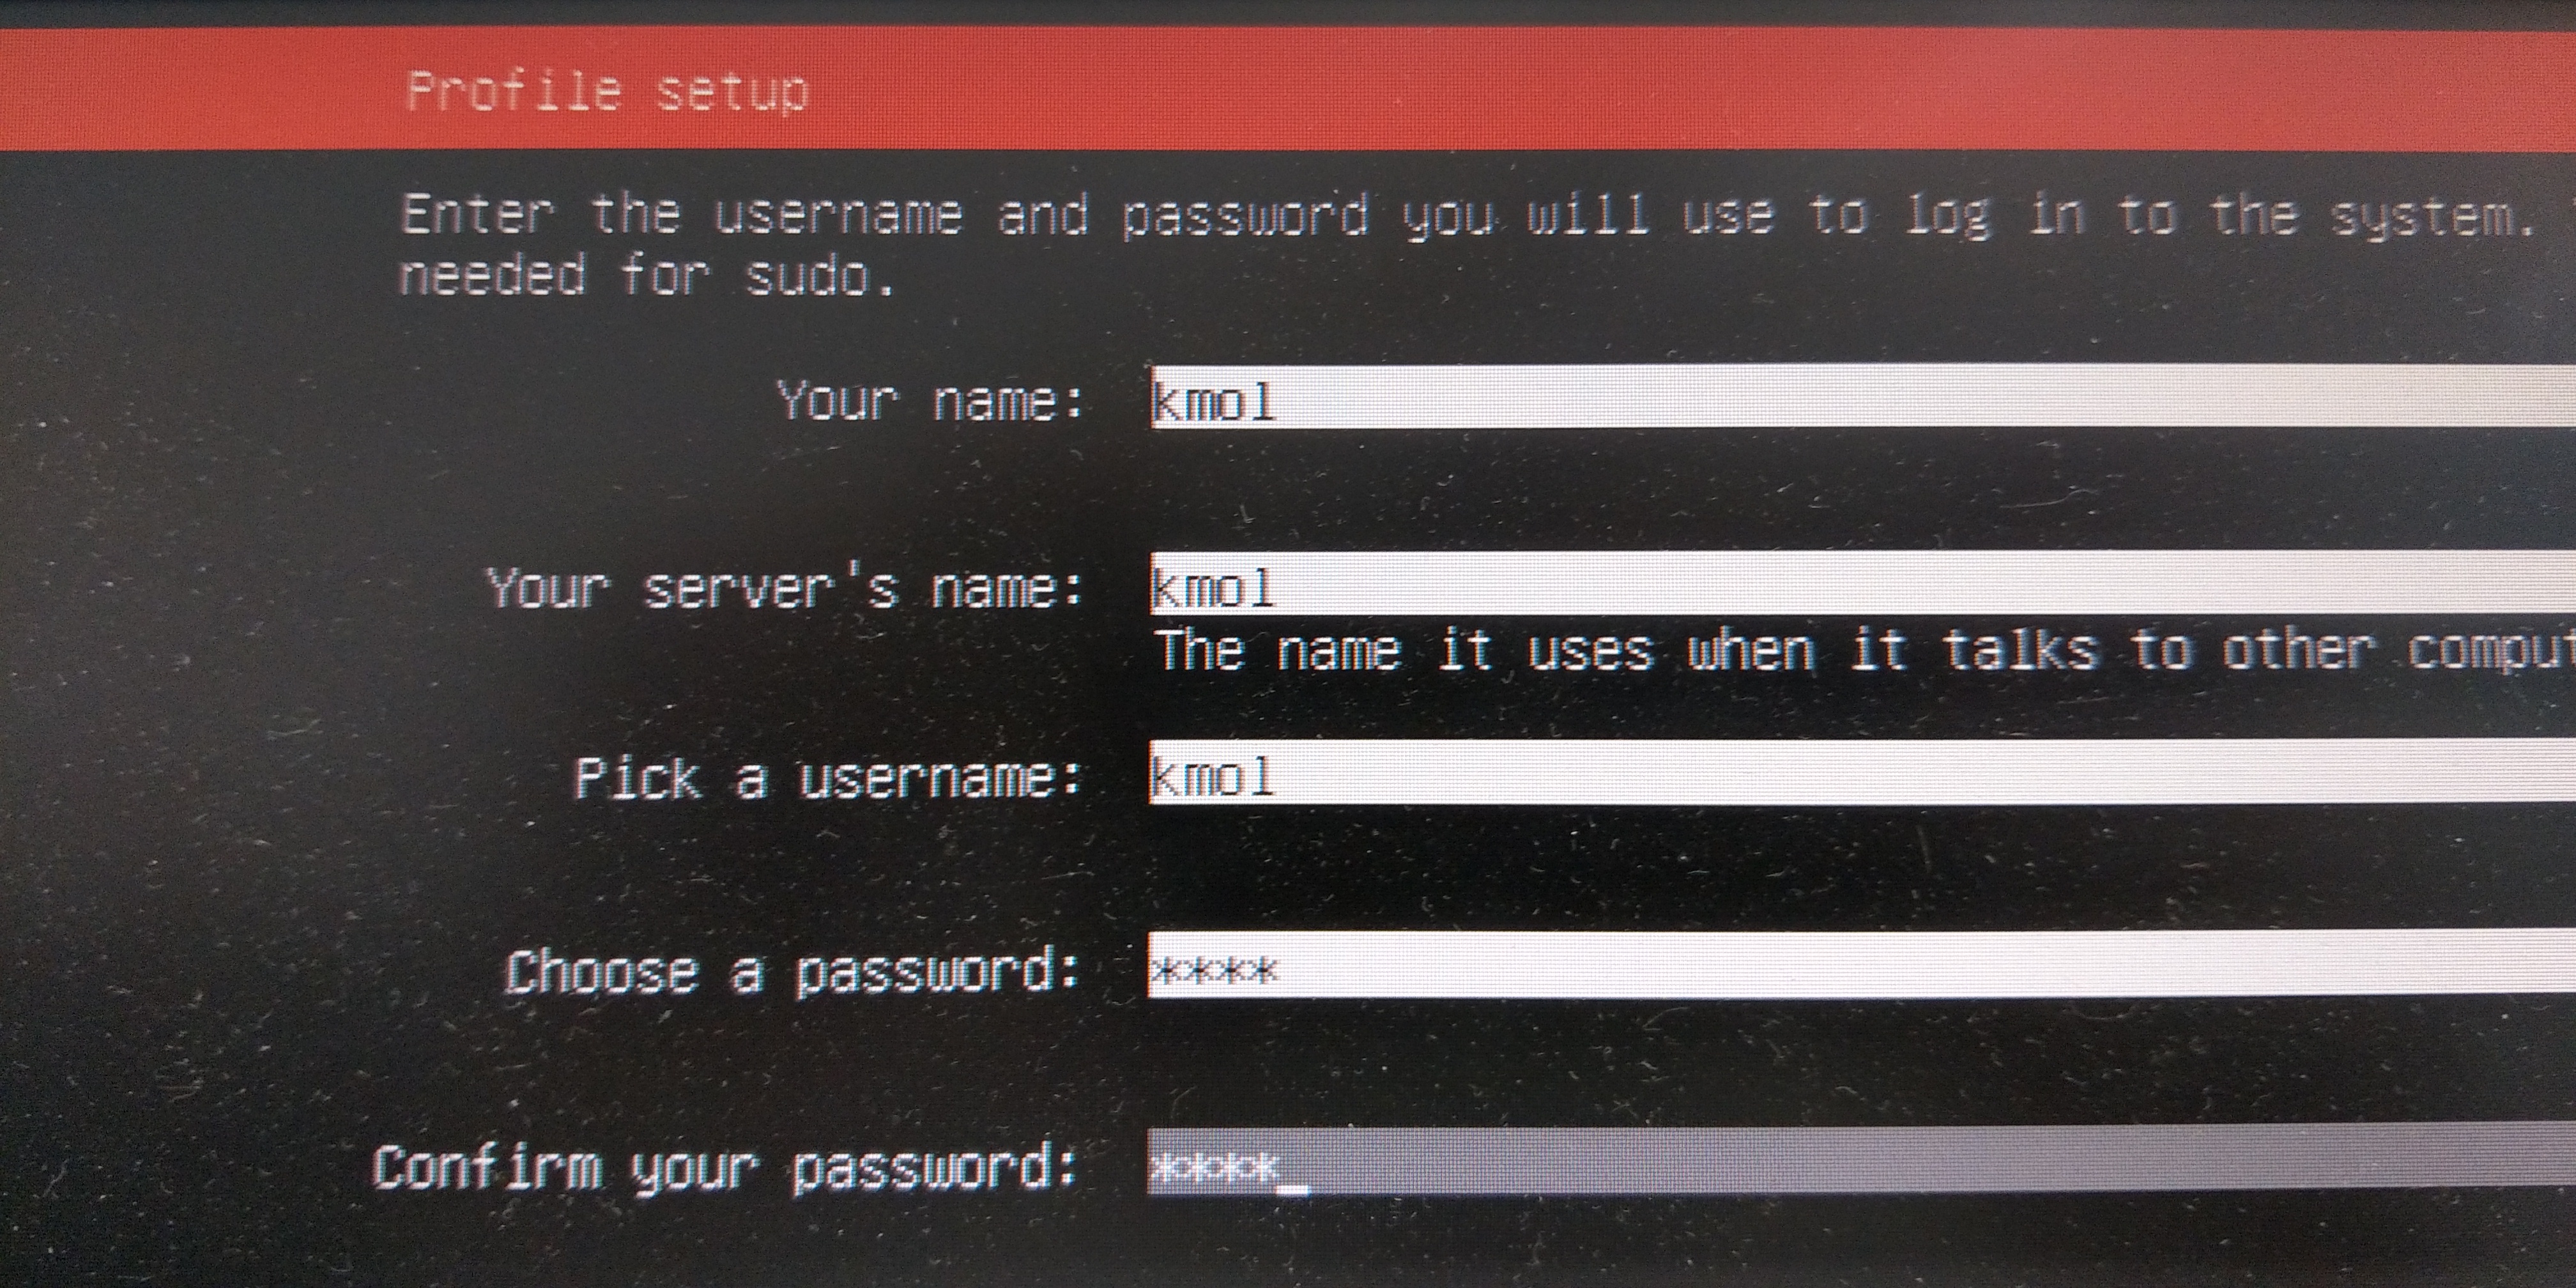 Profile setup
Enter the username and password you will use to log in to the system.
needed for sudo.
Your name: kmol
Your server's name: kmol
The name it uses when it talks to other comput
Pick a username: kmol
Choose a password: ****
Confirm your password: ****_